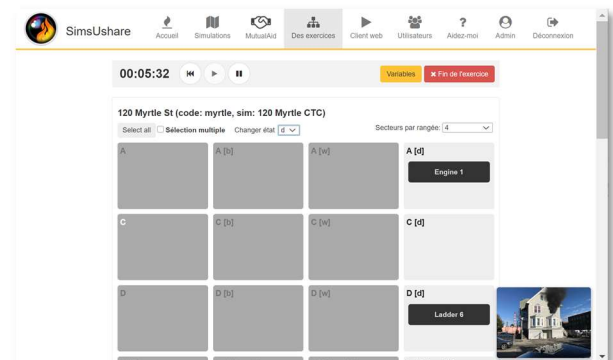 SimsUshare
Accueil
Simulations
MutualAid
Des exercices
Client web
Utilisateurs
Aidez-moi
Admin
Déconnexion
00:05:32
Variables
× Fin de l'exercice
120 Myrtle St (code: myrtle, sim: 120 Myrtle CTC)
Select all Sélection multiple Changer état d Secteurs par rangée: 4
A A [b] A [w] A [d]
Engine 1
C C [b] C [w] C [d]
D D [b] D [w] D [d]
Ladder 6